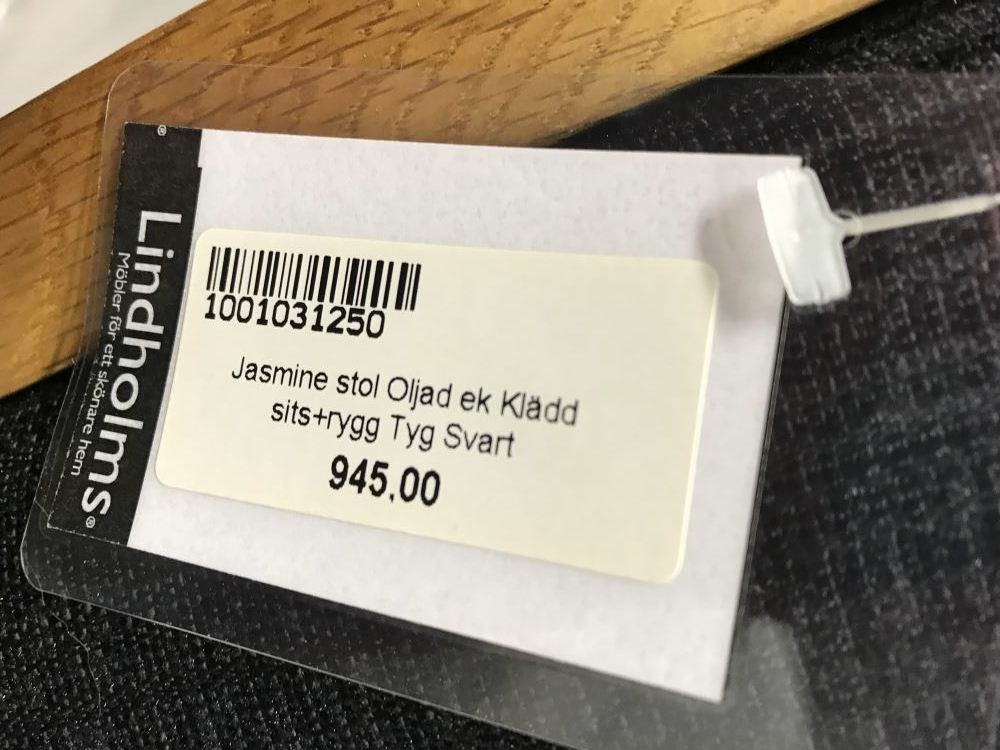 Lindholms®
Möbler för ett skönare hem
1001031250
Jasmine stol Oljad ek Klädd
sits+rygg Tyg Svart
945,00
®